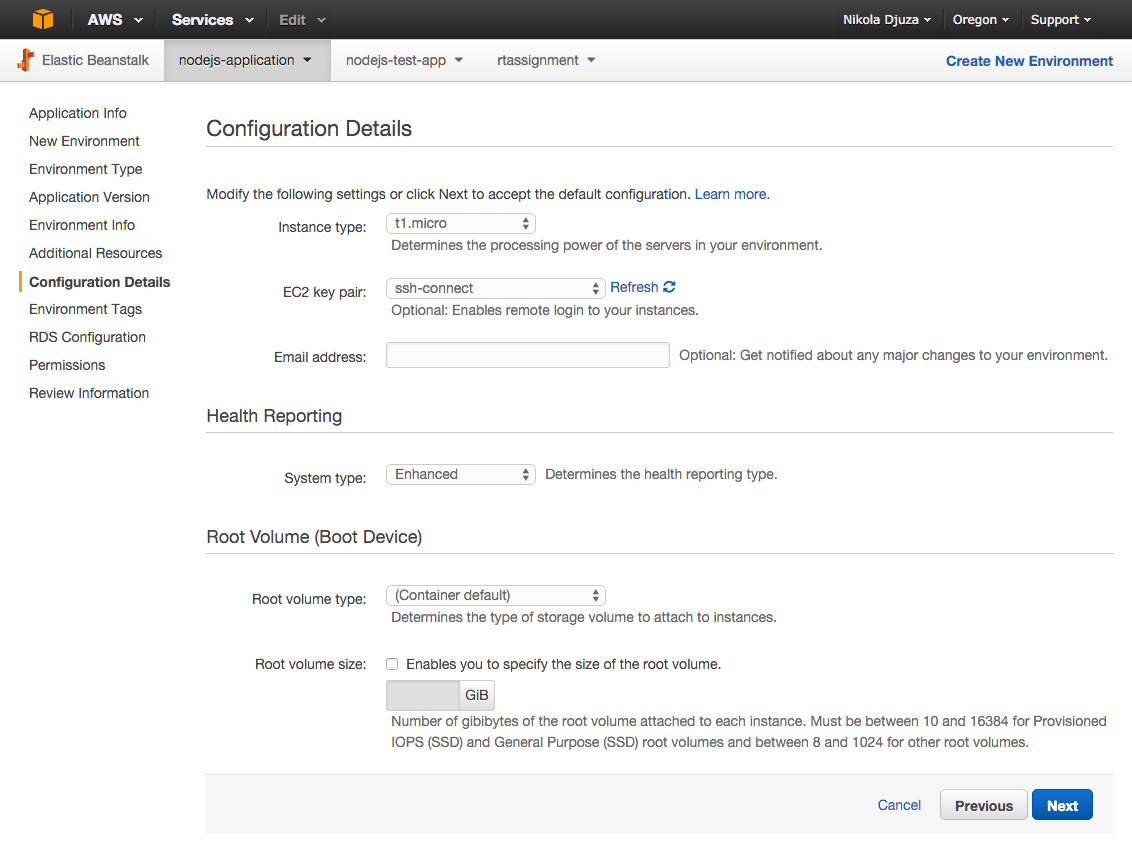 AWS Services Edit Nikola Djuza Oregon Support
Elastic Beanstalk nodejs-application nodejs-test-app rtassignment Create New Environment
Application Info
New Environment
Environment Type
Application Version
Environment Info
Additional Resources
Configuration Details
Environment Tags
RDS Configuration
Permissions
Review Information
Configuration Details
Modify the following settings or click Next to accept the default configuration. Learn more.
Instance type: t1.micro
Determines the processing power of the servers in your environment.
EC2 key pair: ssh-connect Refresh
Optional: Enables remote login to your instances.
Email address: Optional: Get notified about any major changes to your environment.
Health Reporting
System type: Enhanced Determines the health reporting type.
Root Volume (Boot Device)
Root volume type: (Container default)
Determines the type of storage volume to attach to instances.
Root volume size: Enables you to specify the size of the root volume.
GiB
Number of gibibytes of the root volume attached to each instance. Must be between 10 and 16384 for Provisioned
IOPS (SSD) and General Purpose (SSD) root volumes and between 8 and 1024 for other root volumes.
Cancel Previous Next